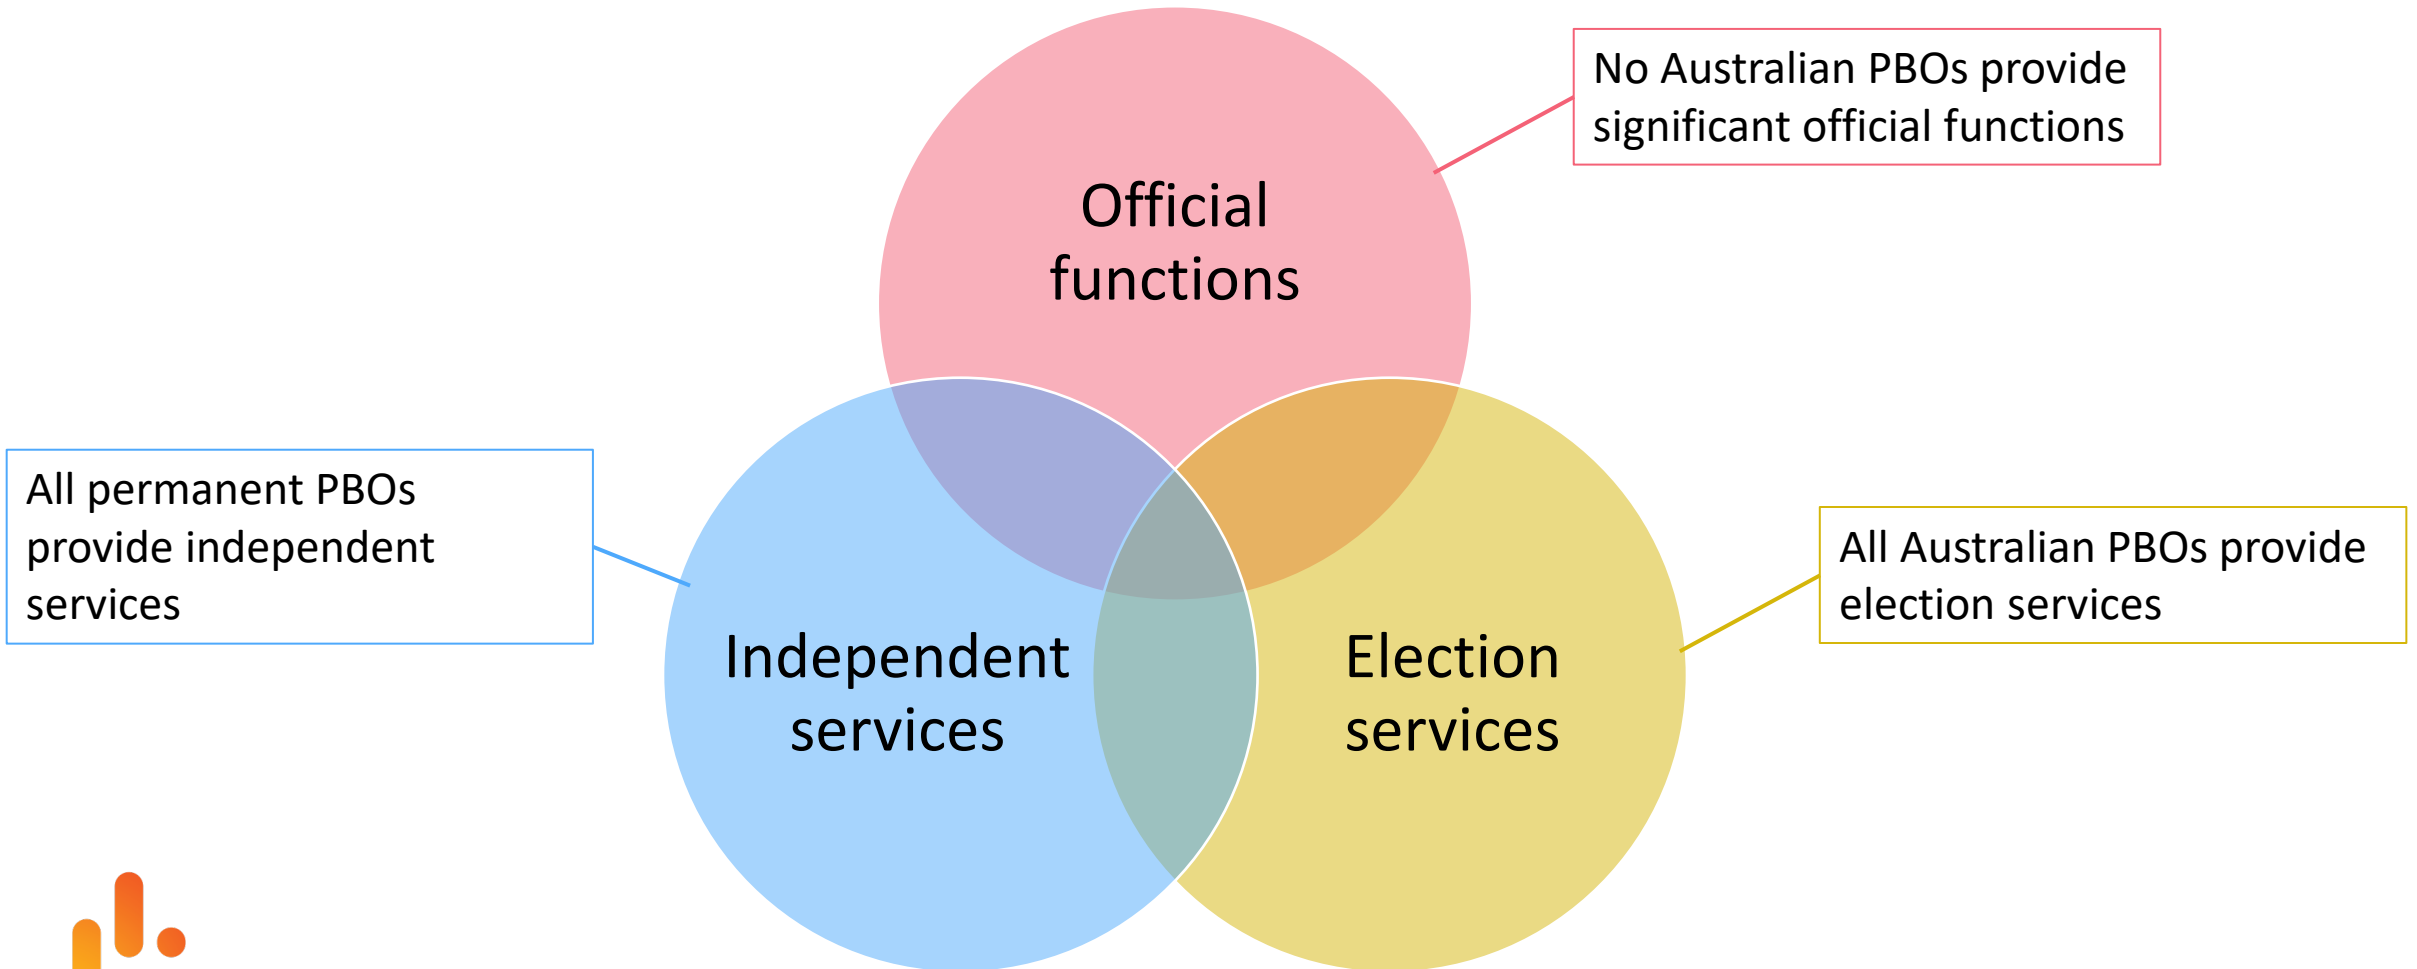 No Australian PBOs provide
significant official functions
Official
functions
All permanent PBOs
provide independent
services
All Australian PBOs provide
election services
Independent
services
Election
services